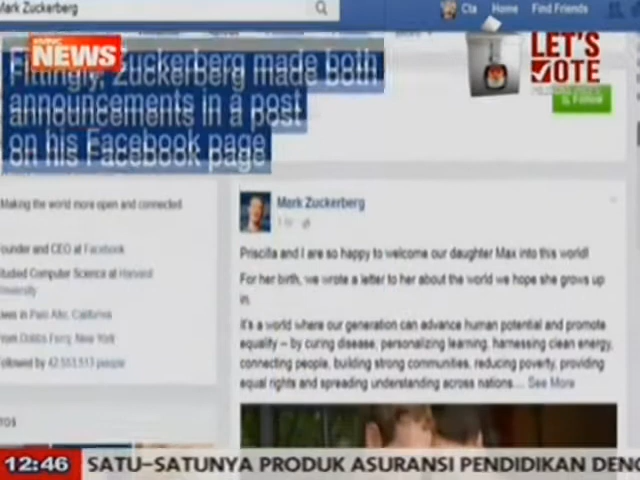 Mark Zuckerberg
Cta Home Find Friends
NEWS
LET'S
VOTE
Fittingly, Zuckerberg made both
announcements in a post
on his Facebook page
Follow
Making the world more open and connected
Founder and CEO at Facebook
Studied Computer Science at Harvard
University
Lives in Palo Alto, California
From Dobbs Ferry, New York
Followed by people
Mark Zuckerberg
Priscilla and I are so happy to welcome our daughter Max into this world!
For her birth, we wrote a letter to her about the world we hope she grows up
in.
It's a world where our generation can advance human potential and promote
equality – by curing disease, personalizing learning, harnessing clean energy,
connecting people, building strong communities, reducing poverty, providing
equal rights and spreading understanding across nations.... See More
12:46 SATU-SATUNYA PRODUK ASURANSI PENDIDIKAN DENG